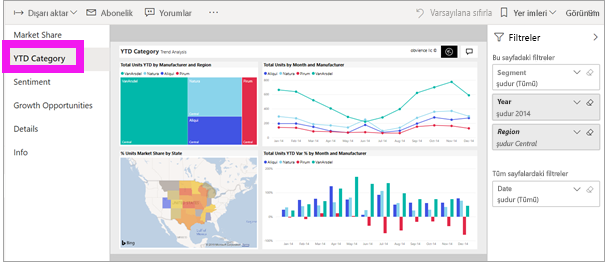 Dışarı aktar
Abonelik
Yorumlar
Varsayılana sıfırla
Yer imleri
Görünüm
Market Share
YTD Category
Sentiment
Growth Opportunities
Details
Info
YTD Category Trend Analysis
Total Units YTD by Manufacturer and Region
VanArsdel Natura Aliqui Pirum
VanArsdel
Natura
Pirum
Aliqui
Total Units by Month and Manufacturer
Aliqui Natura Pirum VanArsdel
% Units Market Share by State
Bing
Total Units YTD Var % by Month and Manufacturer
Aliqui Natura Pirum VanArsdel
Filtreler
Bu sayfadaki filtreler
Segment
şudur (Tümü)
Year
şudur 2014
Region
şudur Central
Tüm sayfalardaki filtreler
Date
şudur (Tümü)